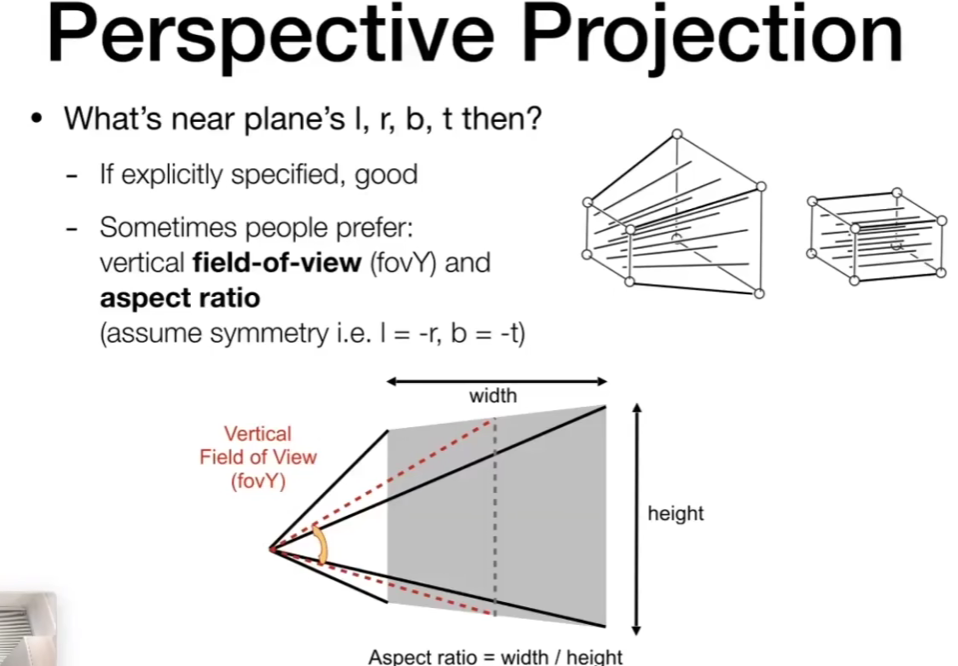 Perspective Projection
• What's near plane's l, r, b, t then?
- If explicitly specified, good
- Sometimes people prefer:
vertical field-of-view (fovY) and
aspect ratio
(assume symmetry i.e. l = -r, b = -t)
width
Vertical
Field of View
(fovY)
height
Aspect ratio = width / height